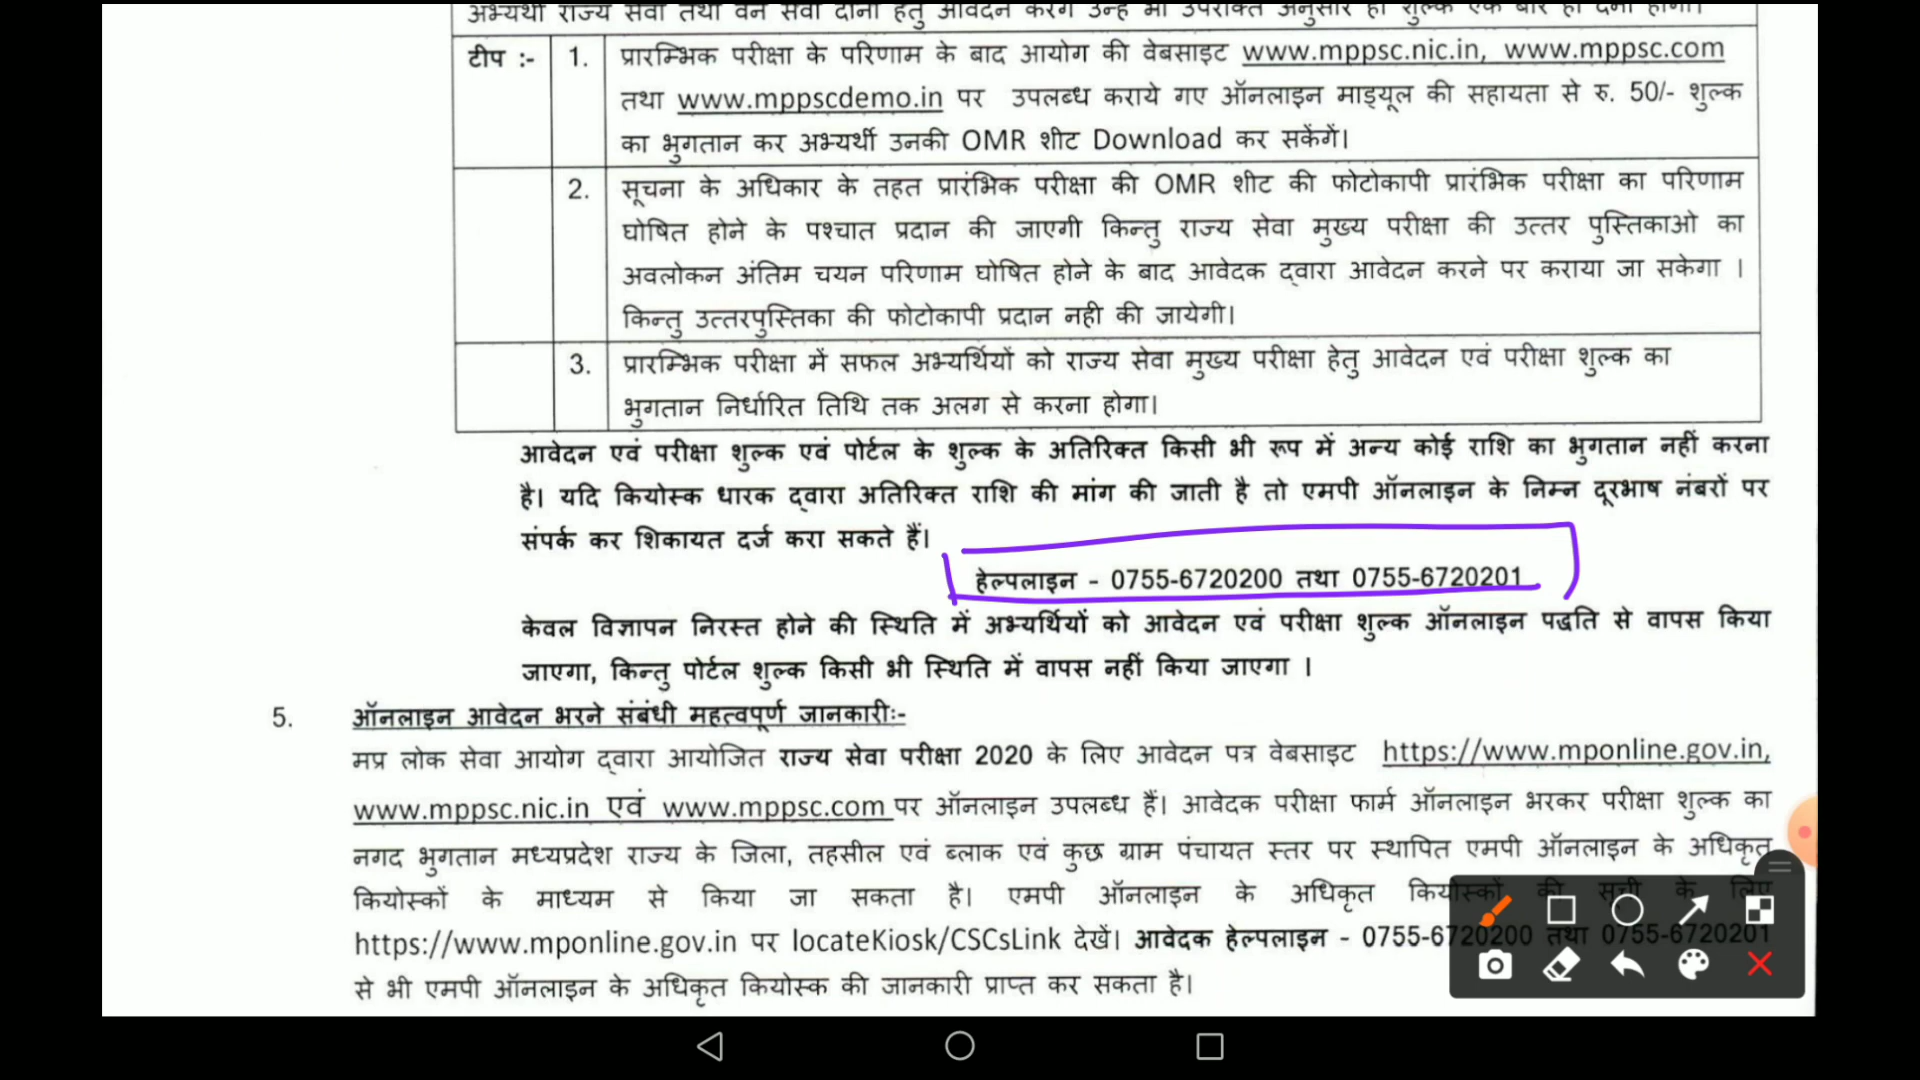 अभ्यर्थी राज्य सेवा तथा वन सेवा दोनो हेतु आवेदन करेंगे उन्हें भी उपरोक्त अनुसार ही शुल्क एक बार ही देना होगा।
टीप :- 1. प्रारम्भिक परीक्षा के परिणाम के बाद आयोग की वेबसाइट www.mppsc.nic.in, www.mppsc.com
तथा www.mppscdemo.in पर उपलब्ध कराये गए ऑनलाइन माड्यूल की सहायता से रु. 50/- शुल्क
का भुगतान कर अभ्यर्थी उनकी OMR शीट Download कर सकेंगें।
2. सूचना के अधिकार के तहत प्रारंभिक परीक्षा की OMR शीट की फोटोकापी प्रारंभिक परीक्षा का परिणाम
घोषित होने के पश्चात प्रदान की जाएगी किन्तु राज्य सेवा मुख्य परीक्षा की उत्तर पुस्तिकाओ का
अवलोकन अंतिम चयन परिणाम घोषित होने के बाद आवेदक द्वारा आवेदन करने पर कराया जा सकेगा ।
किन्तु उत्तरपुस्तिका की फोटोकापी प्रदान नही की जायेगी।
3. प्रारम्भिक परीक्षा में सफल अभ्यर्थियों को राज्य सेवा मुख्य परीक्षा हेतु आवेदन एवं परीक्षा शुल्क का
भुगतान निर्धारित तिथि तक अलग से करना होगा।
आवेदन एवं परीक्षा शुल्क एवं पोर्टल के शुल्क के अतिरिक्त किसी भी रूप में अन्य कोई राशि का भुगतान नहीं करना
है। यदि कियोस्क धारक द्वारा अतिरिक्त राशि की मांग की जाती है तो एमपी ऑनलाइन के निम्न दूरभाष नंबरों पर
संपर्क कर शिकायत दर्ज करा सकते हैं।
हेल्पलाइन - 0755-6720200 तथा 0755-6720201
केवल विज्ञापन निरस्त होने की स्थिति में अभ्यर्थियों को आवेदन एवं परीक्षा शुल्क ऑनलाइन पद्धति से वापस किया
जाएगा, किन्तु पोर्टल शुल्क किसी भी स्थिति में वापस नहीं किया जाएगा ।
5. ऑनलाइन आवेदन भरने संबंधी महत्वपूर्ण जानकारीः-
मप्र लोक सेवा आयोग द्वारा आयोजित राज्य सेवा परीक्षा 2020 के लिए आवेदन पत्र वेबसाइट https://www.mponline.gov.in,
www.mppsc.nic.in एवं www.mppsc.com पर ऑनलाइन उपलब्ध हैं। आवेदक परीक्षा फार्म ऑनलाइन भरकर परीक्षा शुल्क का
नगद भुगतान मध्यप्रदेश राज्य के जिला, तहसील एवं ब्लाक एवं कुछ ग्राम पंचायत स्तर पर स्थापित एमपी ऑनलाइन के अधिकृत
कियोस्कों के माध्यम से किया जा सकता है। एमपी ऑनलाइन के अधिकृत कियोस्कों की सूची के लिए
https://www.mponline.gov.in पर locateKiosk/CSCsLink देखें। आवेदक हेल्पलाइन - 0755-6720200 तथा 0755-6720201
से भी एमपी ऑनलाइन के अधिकृत कियोस्क की जानकारी प्राप्त कर सकता है।